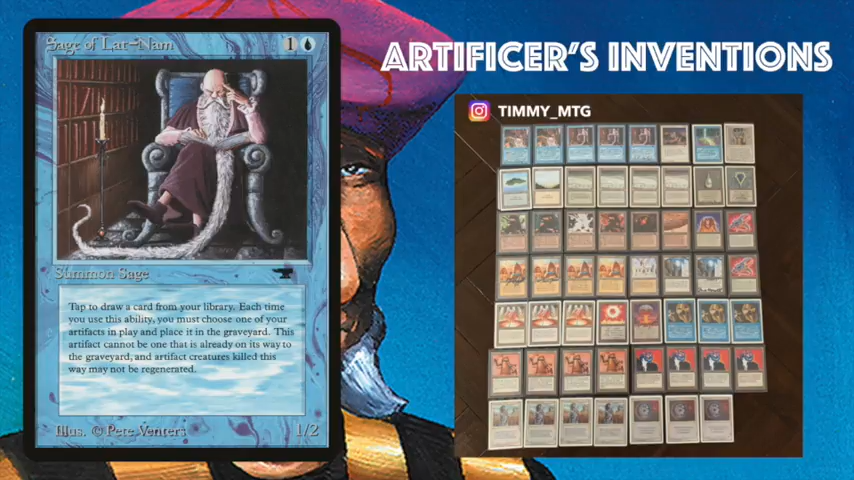 Sage of Lat-Nam 1
ARTIFICER'S INVENTIONS
TIMMY_MTG
Summon Sage
Tap to draw a card from your library. Each time
you use this ability, you must choose one of your
artifacts in play and place it in the graveyard. This
artifact cannot be one that is already on its way to
the graveyard, and artifact creatures killed this
way may not be regenerated.
Illus. © Pete Venters 1/2